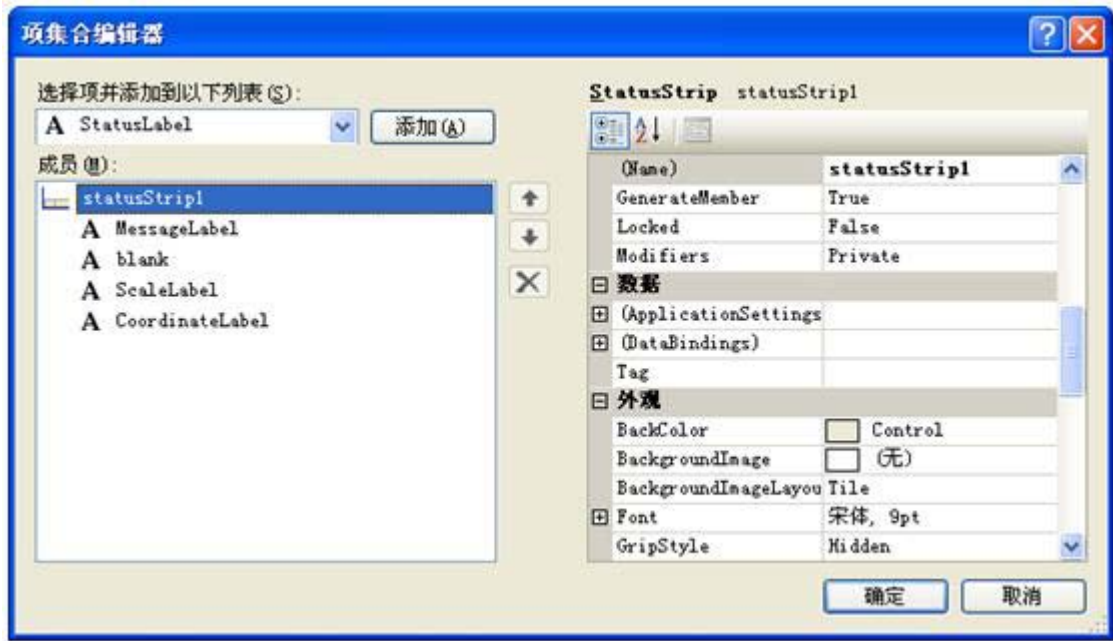 项集合编辑器
选择项并添加到以下列表(S):
A StatusLabel
添加(A)
成员(M):
statusStrip1
A MessageLabel
A blank
A ScaleLabel
A CoordinateLabel
StatusStrip statusStrip1
(Name) statusStrip1
GenerateMember True
Locked False
Modifiers Private
数据
(ApplicationSettings
(DataBindings)
Tag
外观
BackColor Control
BackgroundImage (无)
BackgroundImageLayou Tile
Font 宋体, 9pt
GripStyle Hidden
确定
取消